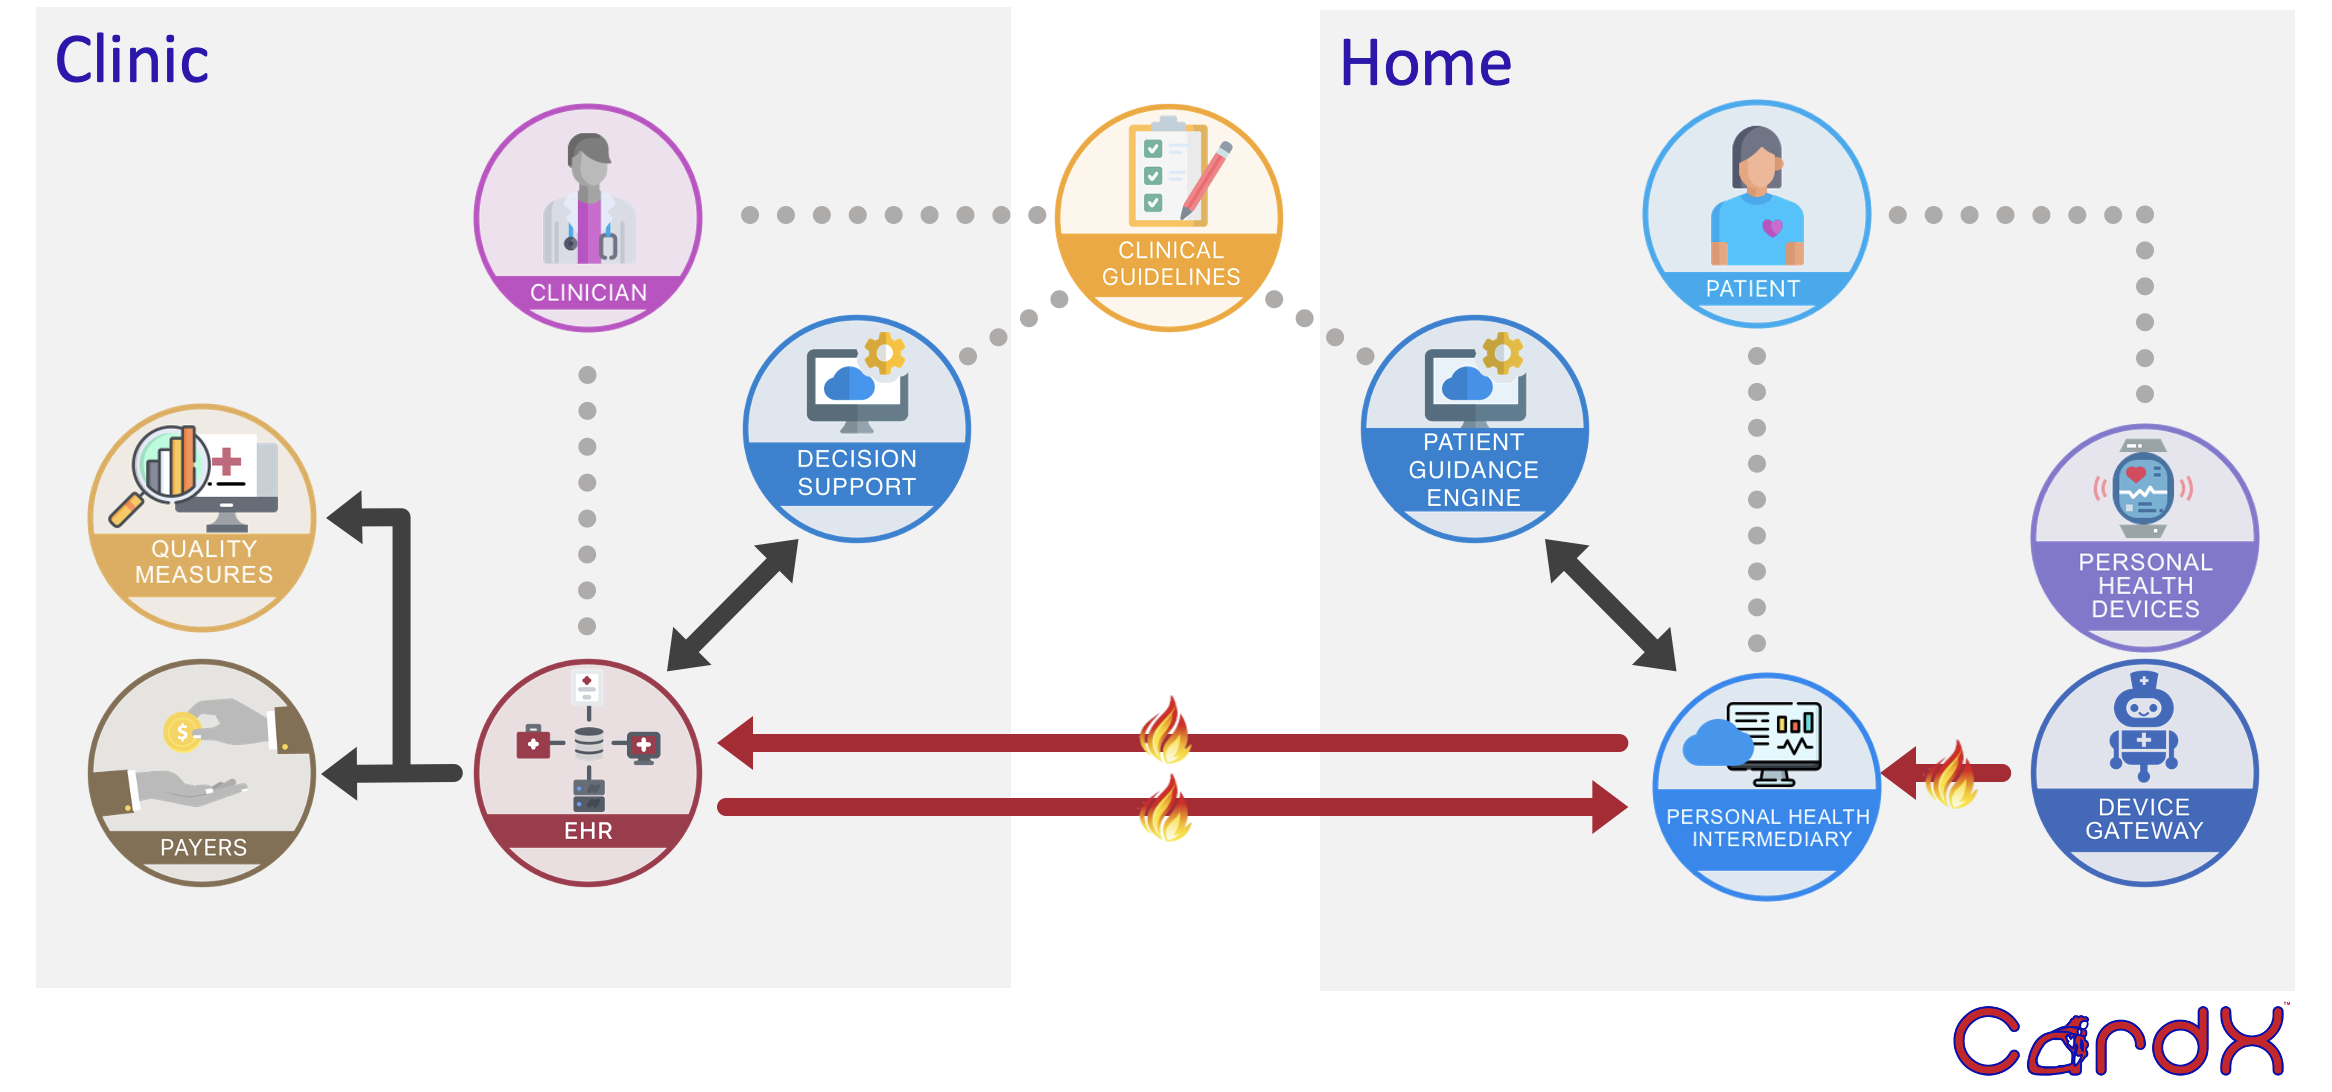 Clinic
Home
CLINICIAN
CLINICAL
GUIDELINES
PATIENT
DECISION
SUPPORT
PATIENT
GUIDANCE
ENGINE
QUALITY
MEASURES
PERSONAL
HEALTH
DEVICES
PAYERS
$
EHR
PERSONAL HEALTH
INTERMEDIARY
DEVICE
GATEWAY
CardX™